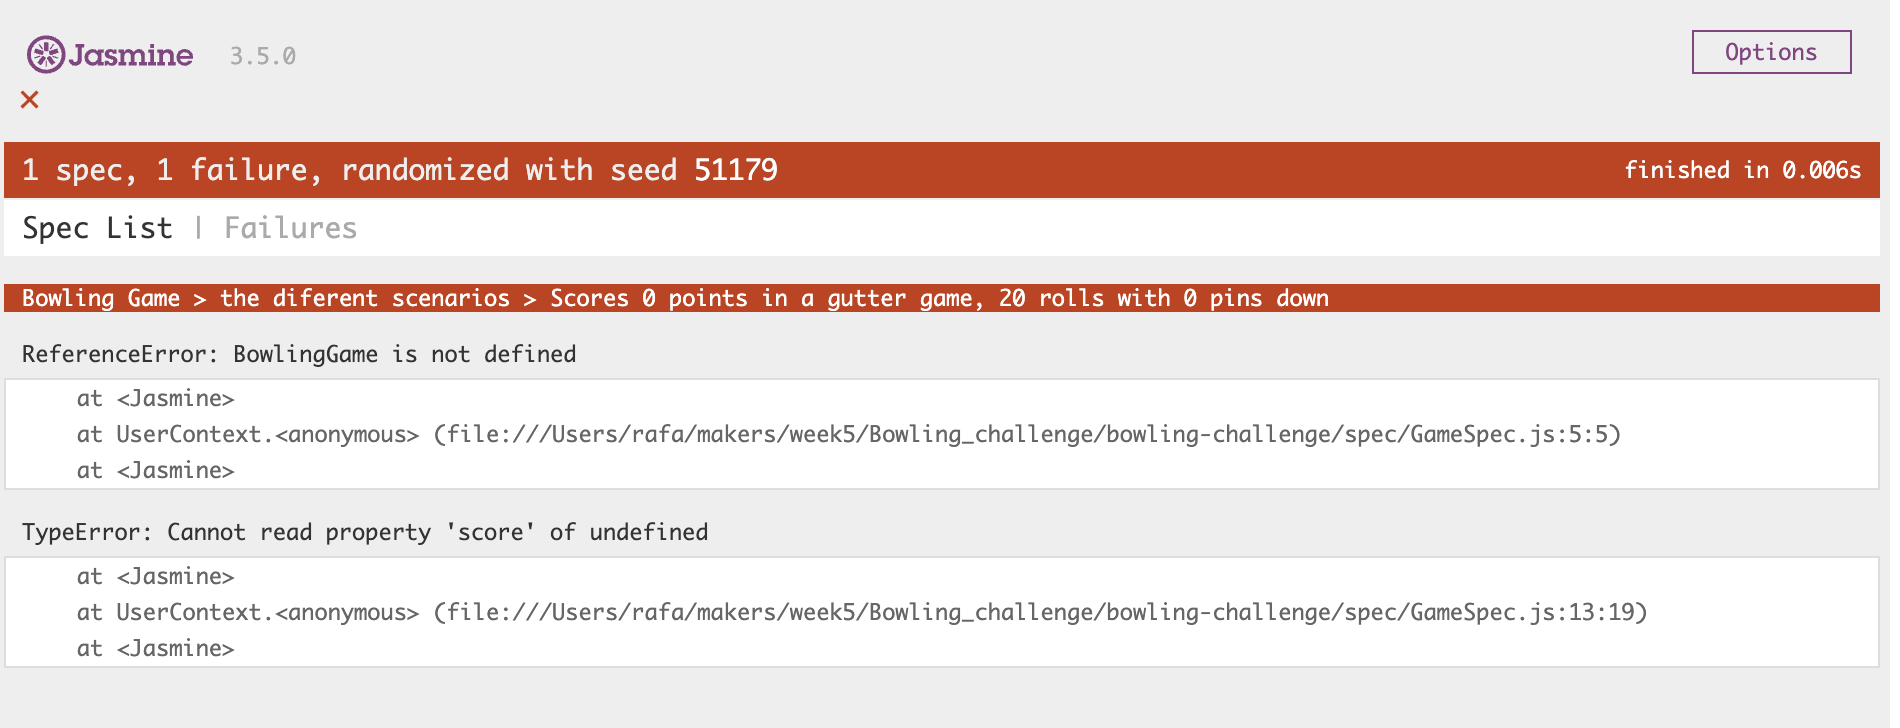 Jasmine 3.5.0
Options
✕
1 spec, 1 failure, randomized with seed 51179
finished in 0.006s
Spec List | Failures
Bowling Game > the diferent scenarios > Scores 0 points in a gutter game, 20 rolls with 0 pins down
ReferenceError: BowlingGame is not defined
at <Jasmine>
at UserContext.<anonymous> (file:///Users/rafa/makers/week5/Bowling_challenge/bowling-challenge/spec/GameSpec.js:5:5)
at <Jasmine>
TypeError: Cannot read property 'score' of undefined
at <Jasmine>
at UserContext.<anonymous> (file:///Users/rafa/makers/week5/Bowling_challenge/bowling-challenge/spec/GameSpec.js:13:19)
at <Jasmine>